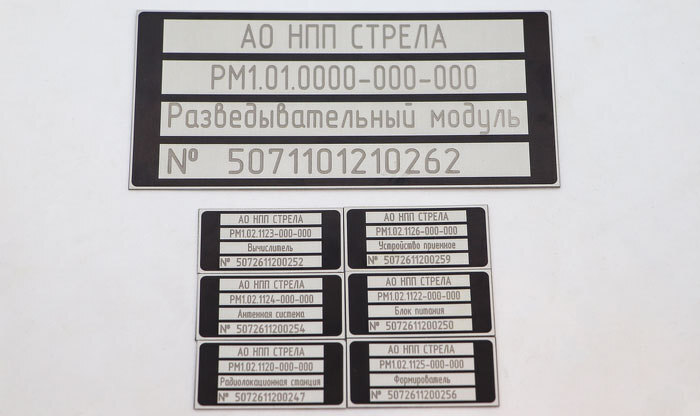 АО НПП СТРЕЛА
РМ1.01.0000-000-000
Разведывательный модуль
№ 5071101210262
АО НПП СТРЕЛА
РМ1.02.1123-000-000
Вычислитель
№ 5072611200252
АО НПП СТРЕЛА
РМ1.02.1126-000-000
Устройство приемное
№ 5072611200259
АО НПП СТРЕЛА
РМ1.02.1124-000-000
Антенная система
№ 5072611200254
АО НПП СТРЕЛА
РМ1.02.1122-000-000
Блок питания
№ 5072611200250
АО НПП СТРЕЛА
РМ1.02.1120-000-000
Радиолокационная станция
№ 5072611200247
АО НПП СТРЕЛА
РМ1.02.1125-000-000
Формирователь
№ 5072611200256